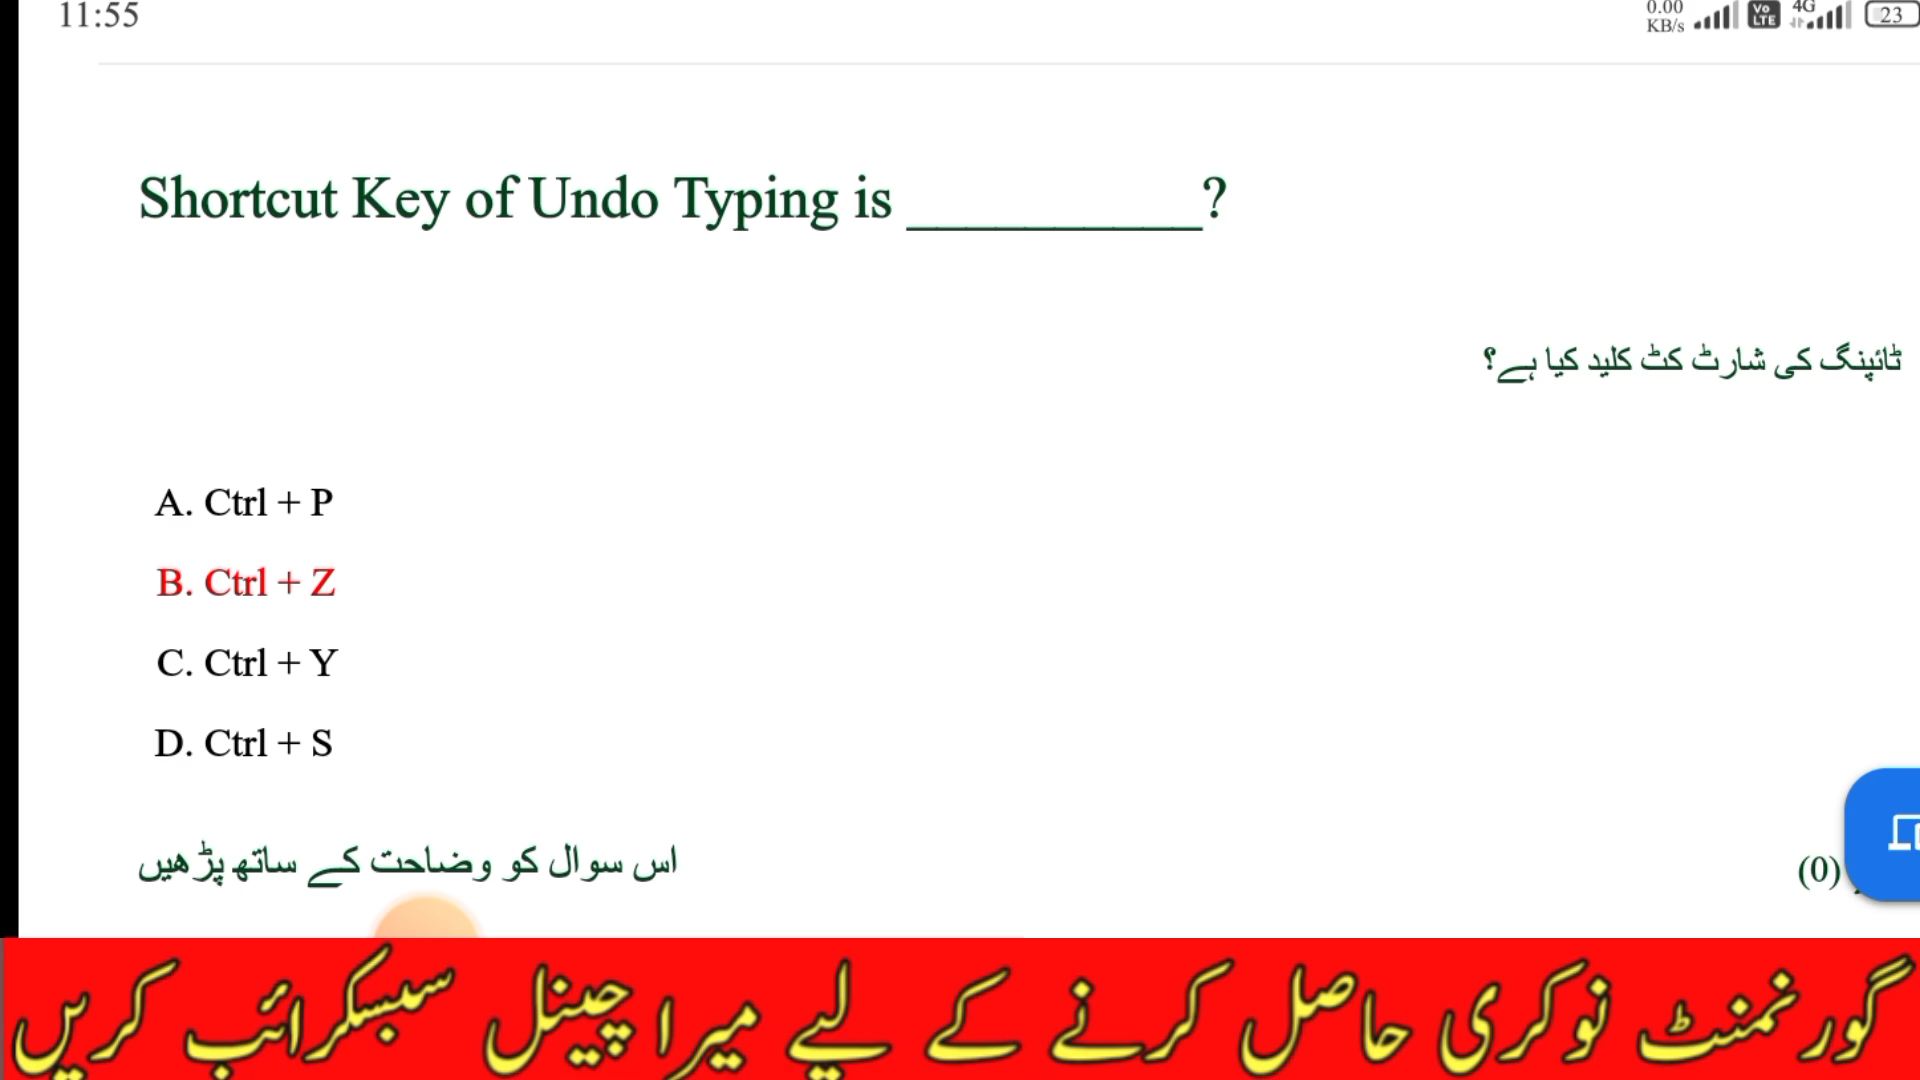 11:55
0.00 KB/s Vo LTE 4G 23
Shortcut Key of Undo Typing is __________?
ٹائپنگ کی شارٹ کٹ کلید کیا ہے؟
A. Ctrl + P
B. Ctrl + Z
C. Ctrl + Y
D. Ctrl + S
اس سوال کو وضاحت کے ساتھ پڑھیں
(0)
گورنمنٹ نوکری حاصل کرنے کے لیے میرا چینل سبسکرائب کریں